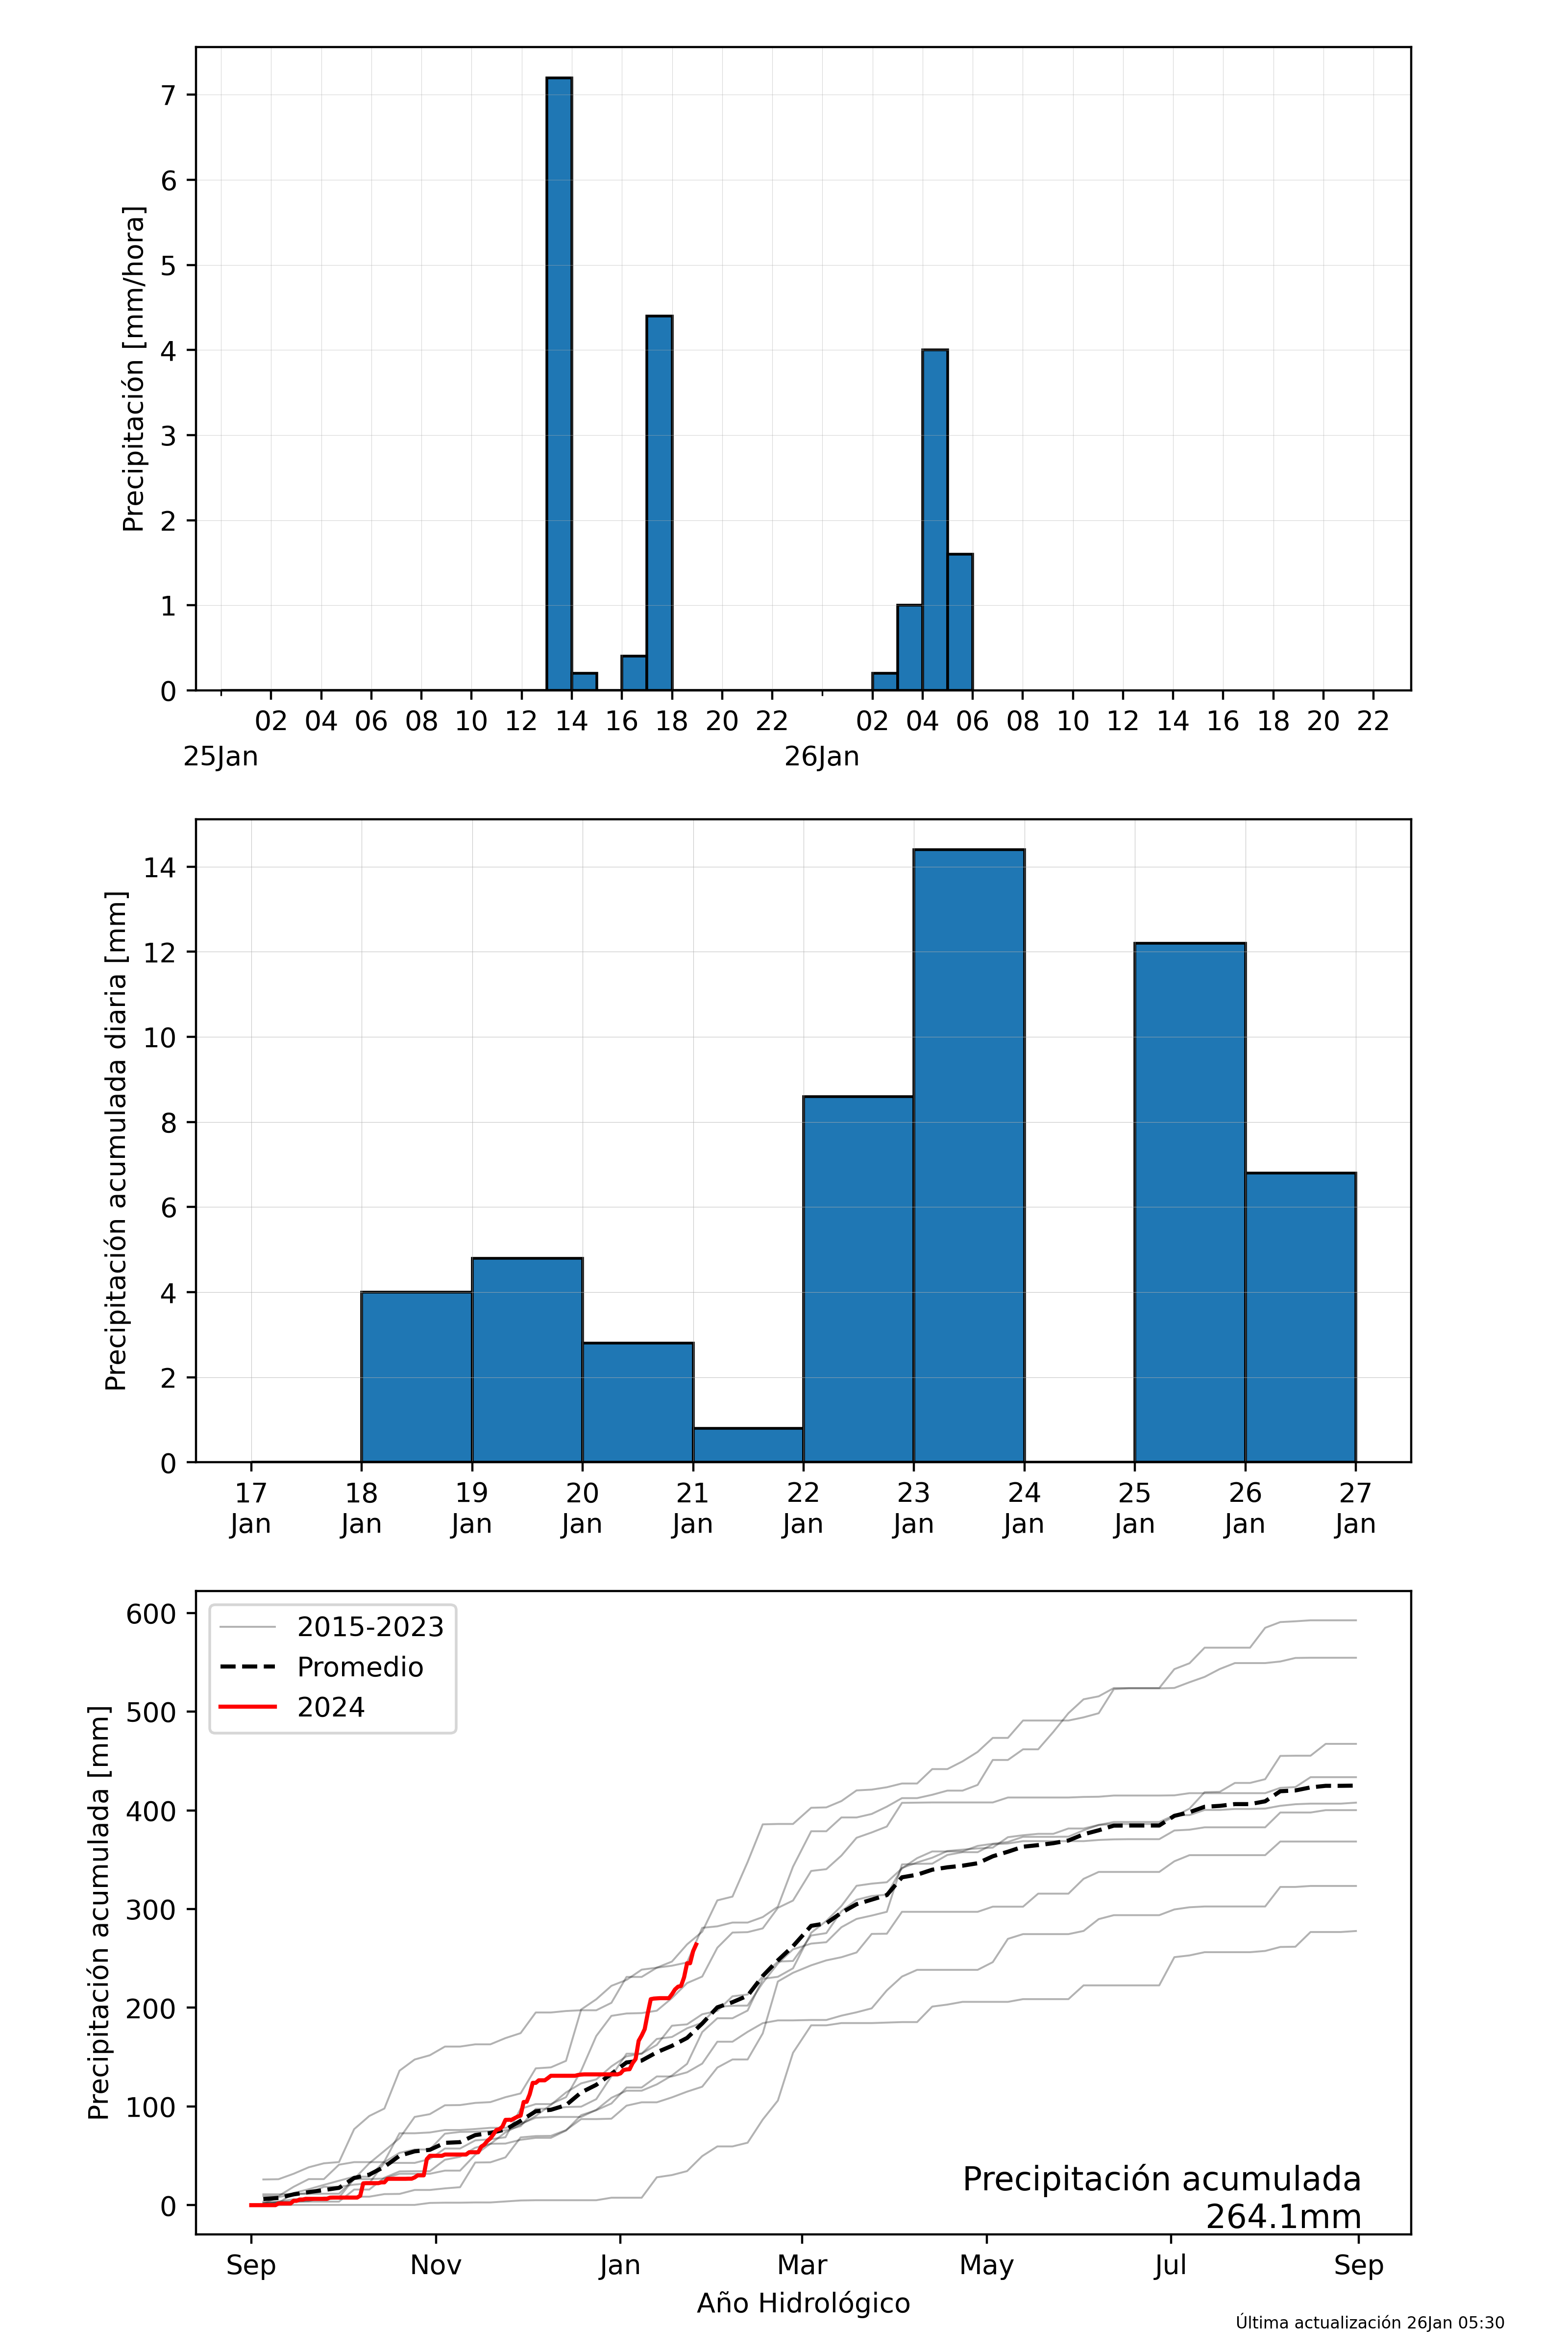 Precipitación [mm/hora]
7
6
5
4
3
2
1
0
02 04 06 08 10 12 14 16 18 20 22 02 04 06 08 10 12 14 16 18 20 22
25Jan 26Jan
Precipitación acumulada diaria [mm]
14
12
10
8
6
4
2
0
17 18 19 20 21 22 23 24 25 26 27
Jan Jan Jan Jan Jan Jan Jan Jan Jan Jan Jan
Precipitación acumulada [mm]
600
500
400
300
200
100
0
2015-2023
Promedio
2024
Precipitación acumulada
264.1mm
Sep Nov Jan Mar May Jul Sep
Año Hidrológico
Última actualización 26Jan 05:30